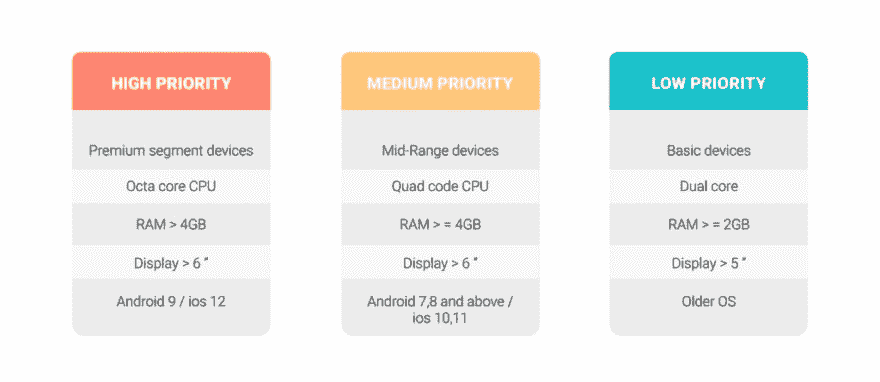 HIGH PRIORITY
Premium segment devices
Octa core CPU
RAM > 4GB
Display > 6 "
Android 9 / ios 12
MEDIUM PRIORITY
Mid-Range devices
Quad code CPU
RAM > = 4GB
Display > 6 "
Android 7,8 and above /
ios 10,11
LOW PRIORITY
Basic devices
Dual core
RAM > = 2GB
Display > 5 "
Older OS